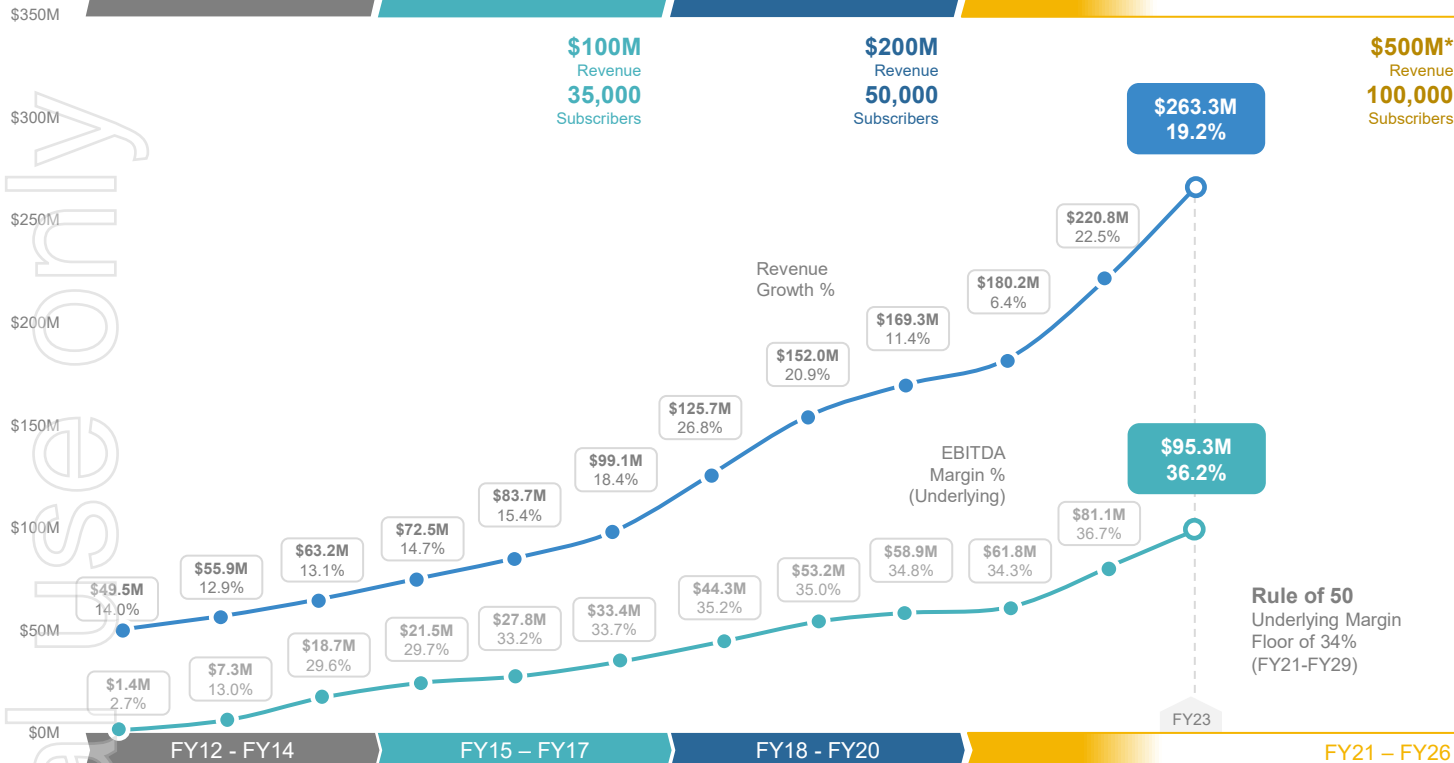 $350M
$100M
Revenue
35,000
Subscribers
$200M
Revenue
50,000
Subscribers
$500M*
Revenue
100,000
Subscribers
$300M
$263.3M
19.2%
$250M
$220.8M
22.5%
Revenue
Growth %
$180.2M
6.4%
$200M
$169.3M
11.4%
$152.0M
20.9%
$150M
$125.7M
26.8%
$99.1M
18.4%
EBITDA
Margin %
(Underlying)
$95.3M
36.2%
$83.7M
15.4%
$100M
$72.5M
14.7%
$63.2M
13.1%
$55.9M
12.9%
$49.5M
14.0%
$81.1M
36.7%
$61.8M
34.3%
$58.9M
34.8%
$53.2M
35.0%
$44.3M
35.2%
$33.4M
33.7%
$27.8M
33.2%
$21.5M
29.7%
$18.7M
29.6%
$7.3M
13.0%
$1.4M
2.7%
$50M
Rule of 50
Underlying Margin
Floor of 34%
(FY21-FY29)
$0M
FY23
FY12 - FY14
FY15 – FY17
FY18 - FY20
FY21 – FY26
use only